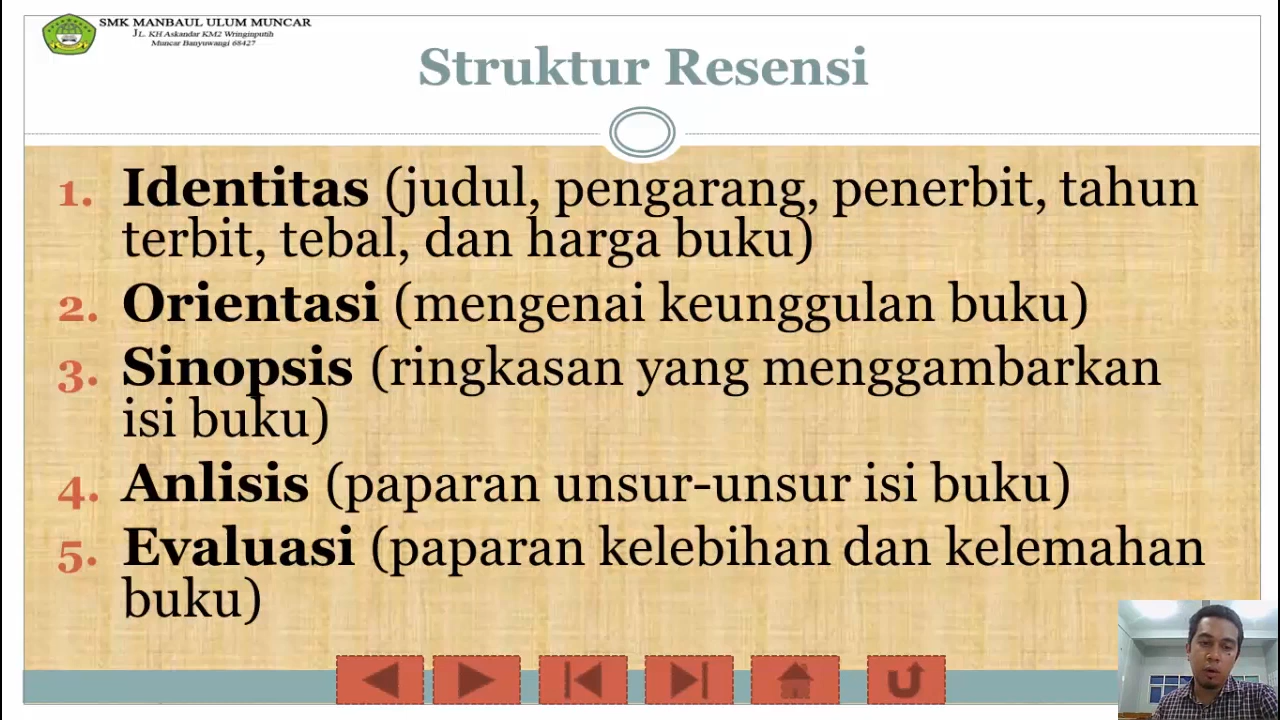 SMK MANBAUL ULUM MUNCAR
JL. KH Askandar KM2 Wringinputih
Muncar Banyuwangi 68427
Struktur Resensi
1. Identitas (judul, pengarang, penerbit, tahun
terbit, tebal, dan harga buku)
2. Orientasi (mengenai keunggulan buku)
3. Sinopsis (ringkasan yang menggambarkan
isi buku)
4. Anlisis (paparan unsur-unsur isi buku)
5. Evaluasi (paparan kelebihan dan kelemahan
buku)